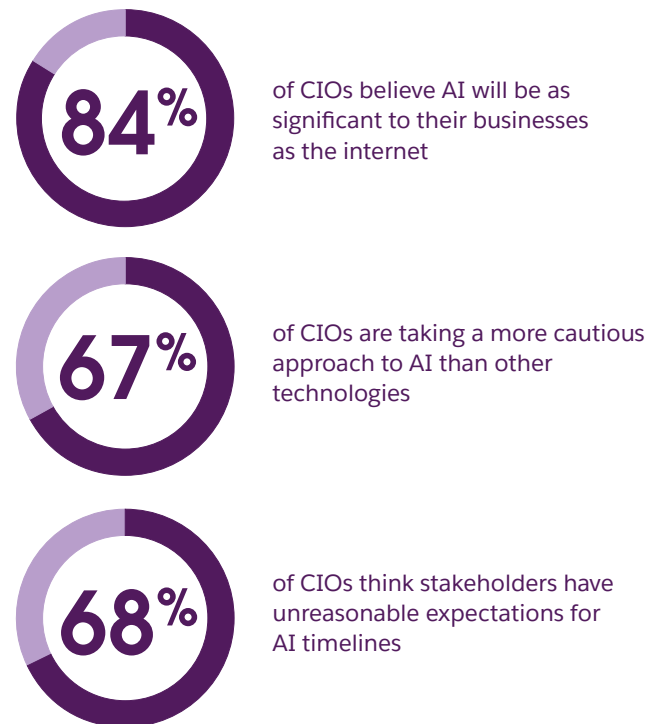 84%
of CIOs believe AI will be as
significant to their businesses
as the internet
67%
of CIOs are taking a more cautious
approach to AI than other
technologies
68%
of CIOs think stakeholders have
unreasonable expectations for
AI timelines